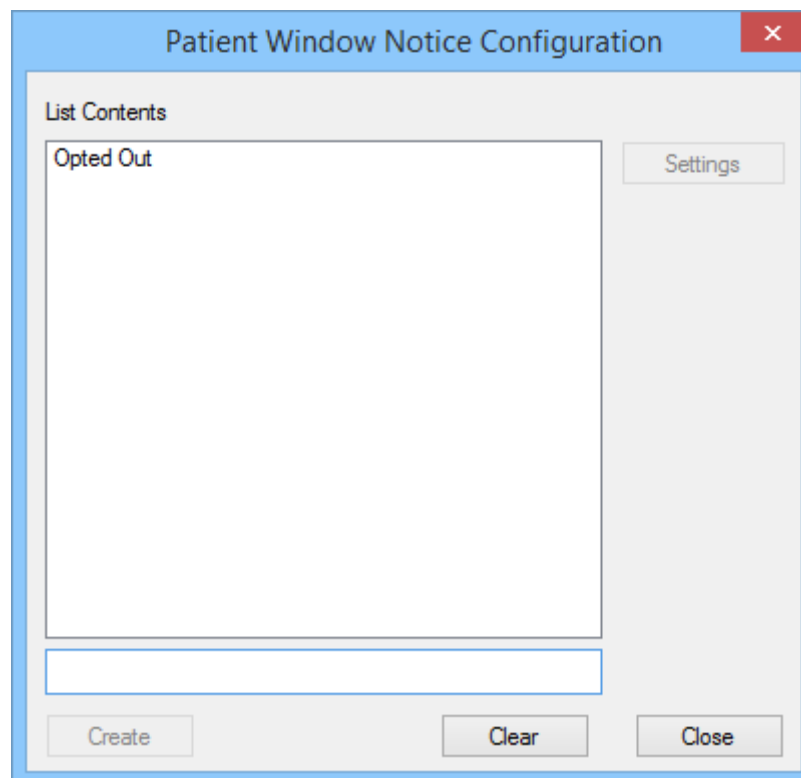 Patient Window Notice Configuration
List Contents
Opted Out
Settings
Create
Clear
Close